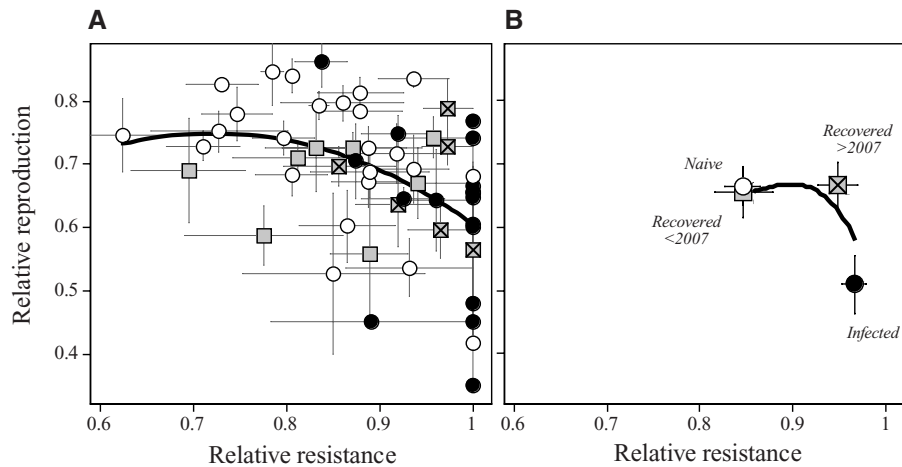 A
B
Relative reproduction
0.8
0.7
0.6
0.5
0.4
0.6
0.7
0.8
0.9
1
Relative resistance
Naive
Recovered
>2007
Recovered
<2007
Infected
0.6
0.7
0.8
0.9
1
Relative resistance